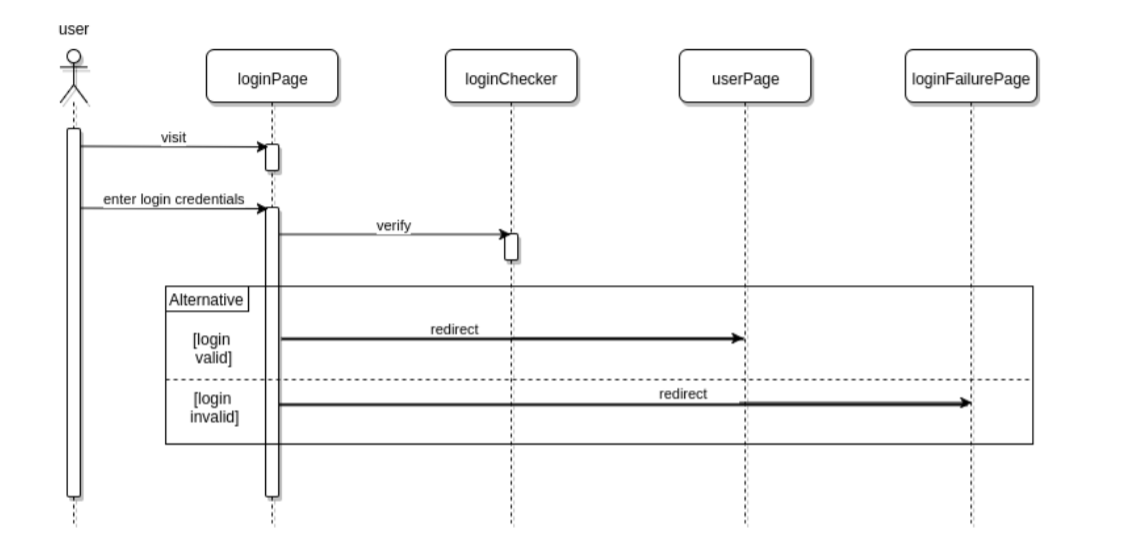 user
loginPage
loginChecker
userPage
loginFailurePage
visit
enter login credentials
verify
Alternative
redirect
[login
valid]
redirect
[login
invalid]